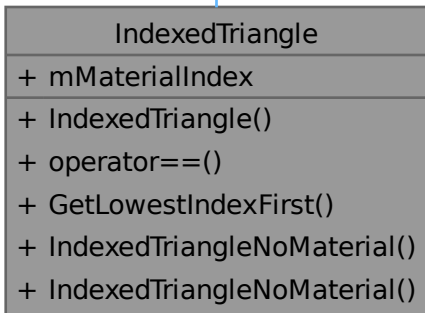 IndexedTriangle
+ mMaterialIndex
+ IndexedTriangle()
+ operator==()
+ GetLowestIndexFirst()
+ IndexedTriangleNoMaterial()
+ IndexedTriangleNoMaterial()